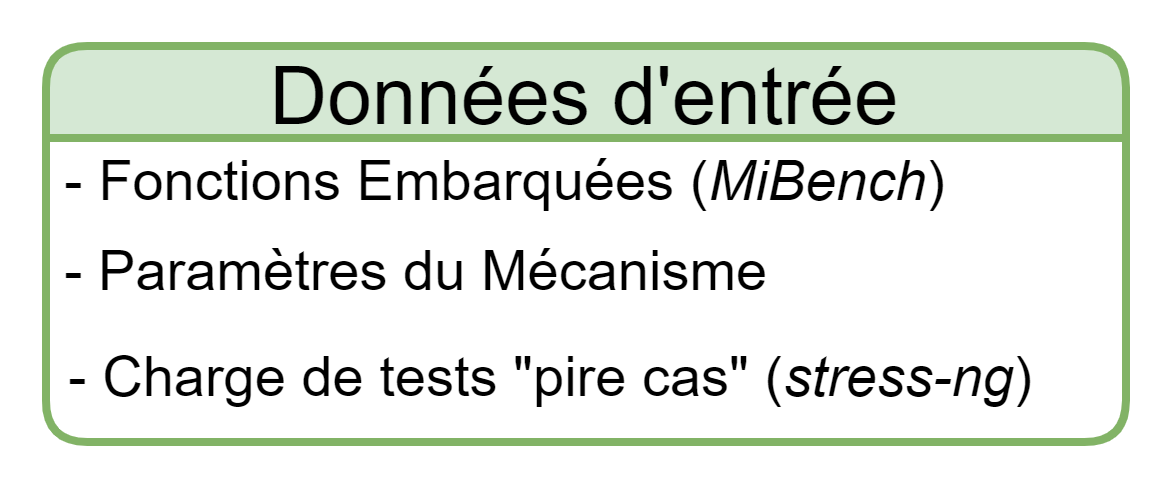 Données d'entrée
- Fonctions Embarquées (MiBench)
- Paramètres du Mécanisme
- Charge de tests "pire cas" (stress-ng)